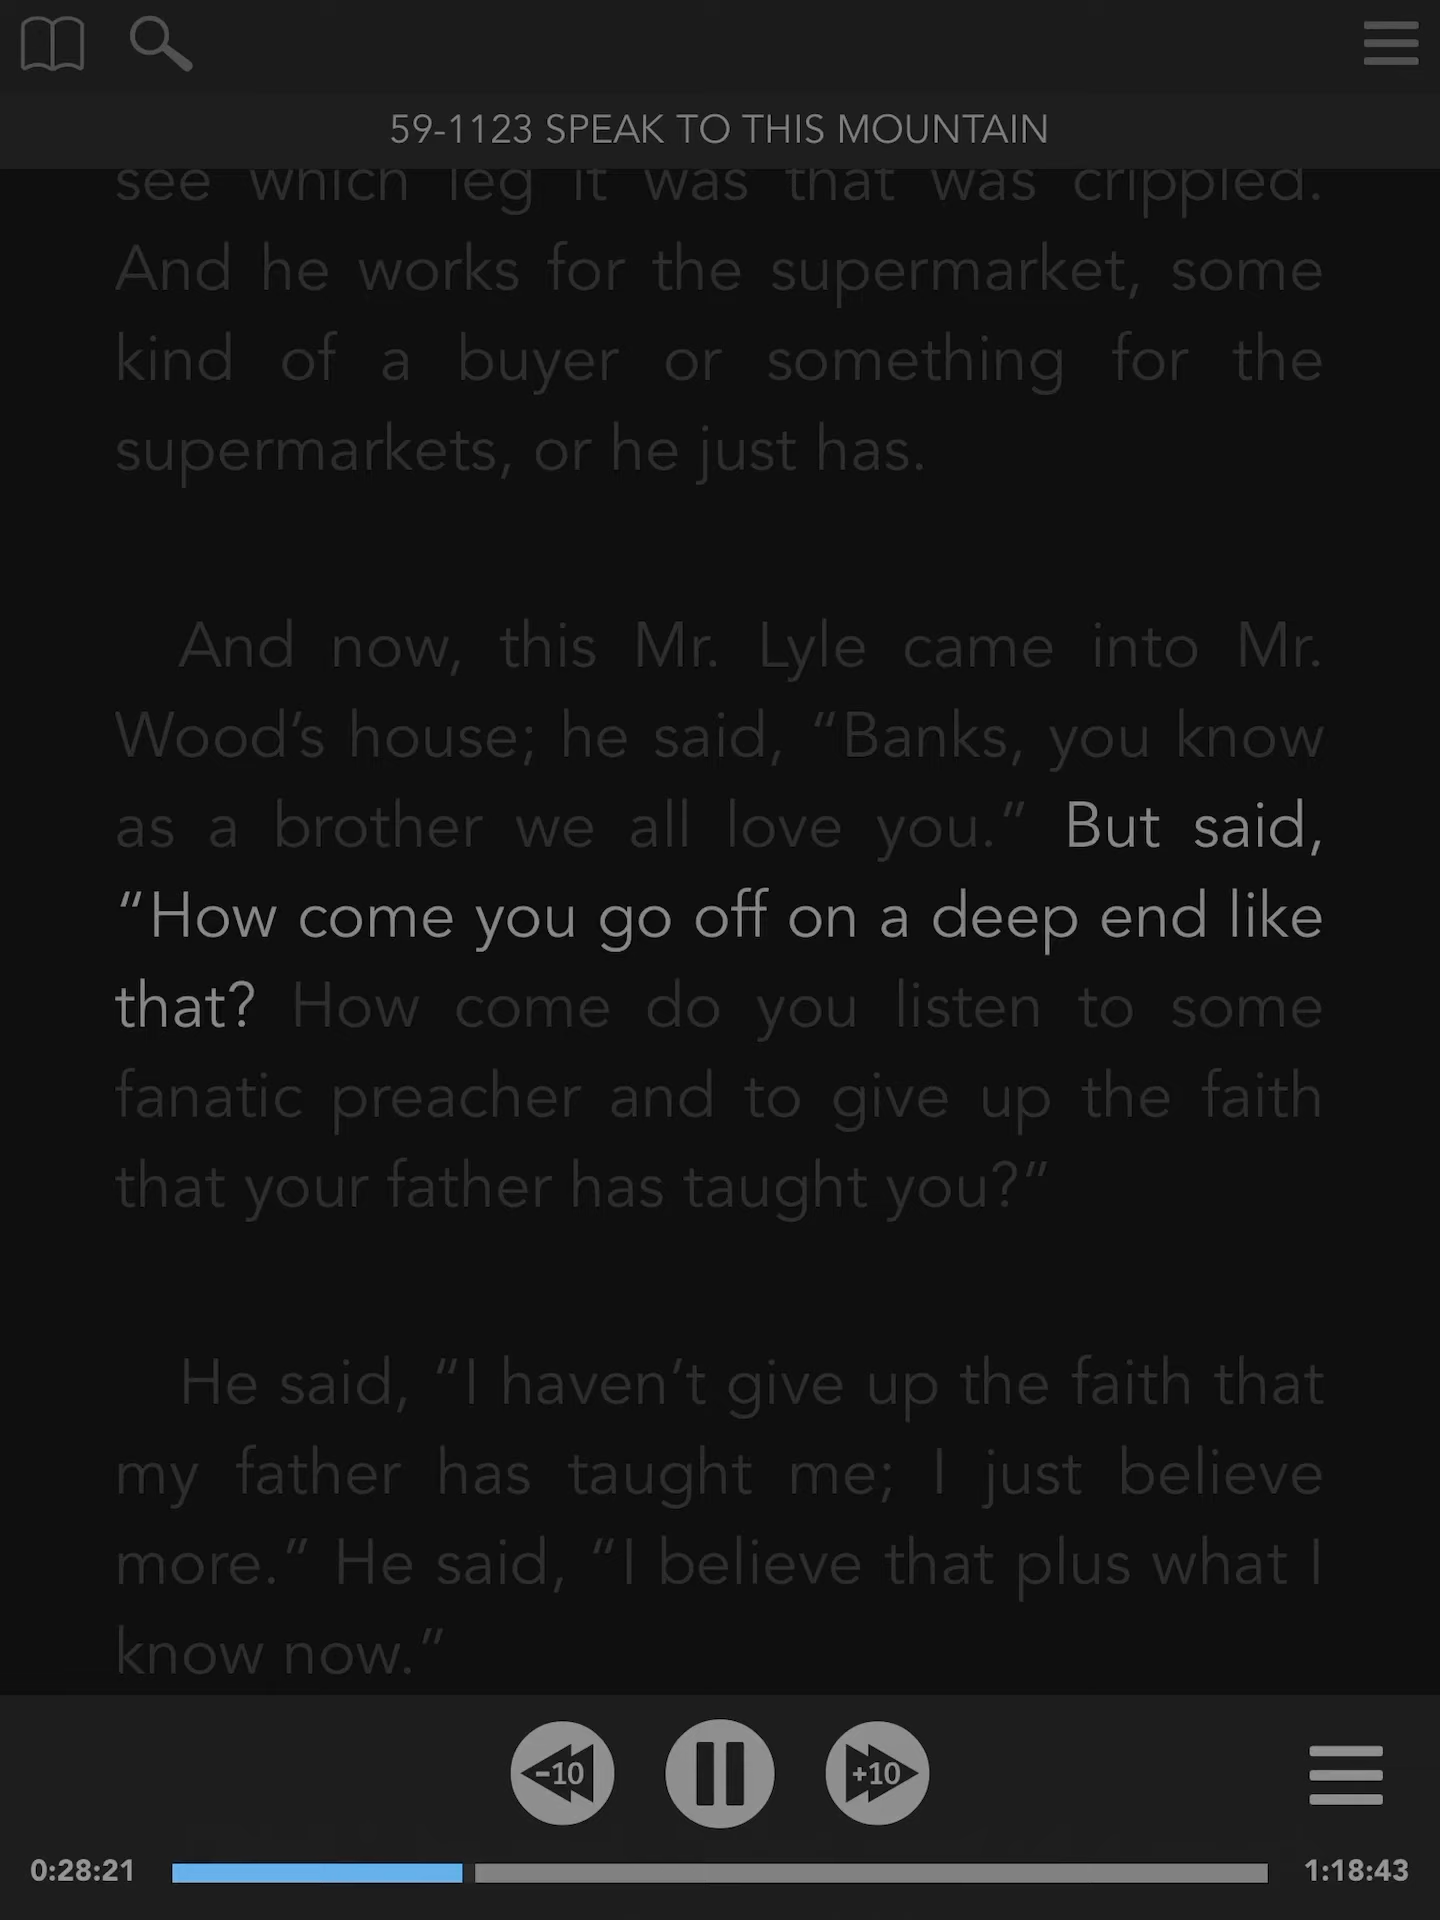 59-1123 SPEAK TO THIS MOUNTAIN
see which leg it was that was crippled.
And he works for the supermarket, some
kind of a buyer or something for the
supermarkets, or he just has.
And now, this Mr. Lyle came into Mr.
Wood’s house; he said, “Banks, you know
as a brother we all love you.” But said,
“How come you go off on a deep end like
that? How come do you listen to some
fanatic preacher and to give up the faith
that your father has taught you?”
He said, “I haven’t give up the faith that
my father has taught me; I just believe
more.” He said, “I believe that plus what I
know now.”
-10 +10
0:28:21 1:18:43